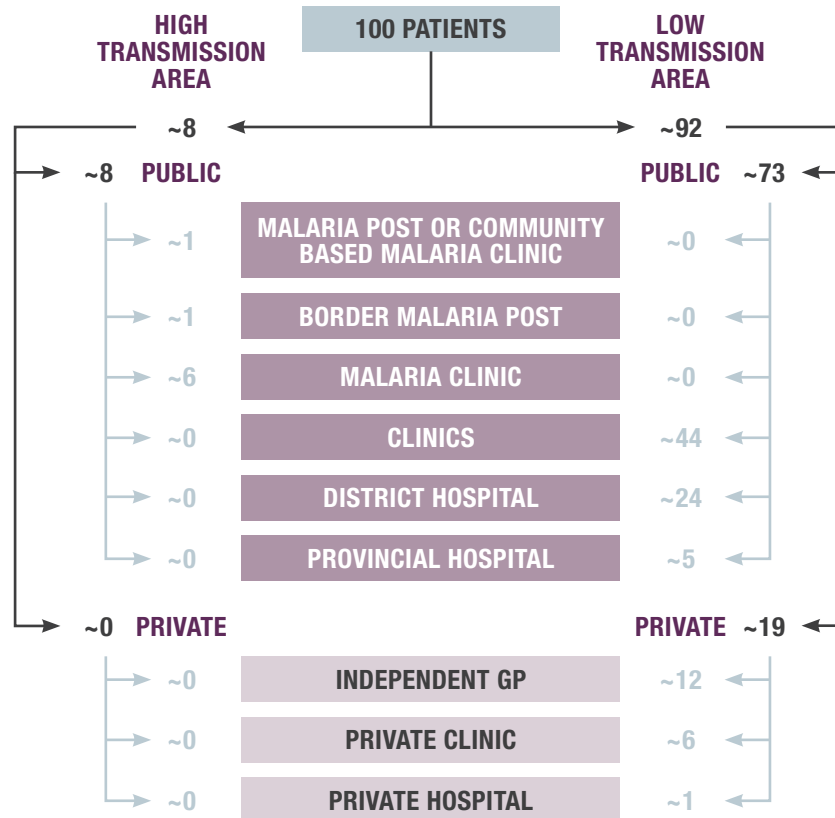 HIGH
TRANSMISSION
AREA
100 PATIENTS
LOW
TRANSMISSION
AREA
~8
~92
~8 PUBLIC
PUBLIC ~73
~1
MALARIA POST OR COMMUNITY
BASED MALARIA CLINIC
~0
~1
BORDER MALARIA POST
~0
~6
MALARIA CLINIC
~0
~0
CLINICS
~44
~0
DISTRICT HOSPITAL
~24
~0
PROVINCIAL HOSPITAL
~5
~0 PRIVATE
PRIVATE ~19
~0
INDEPENDENT GP
~12
~0
PRIVATE CLINIC
~6
~0
PRIVATE HOSPITAL
~1